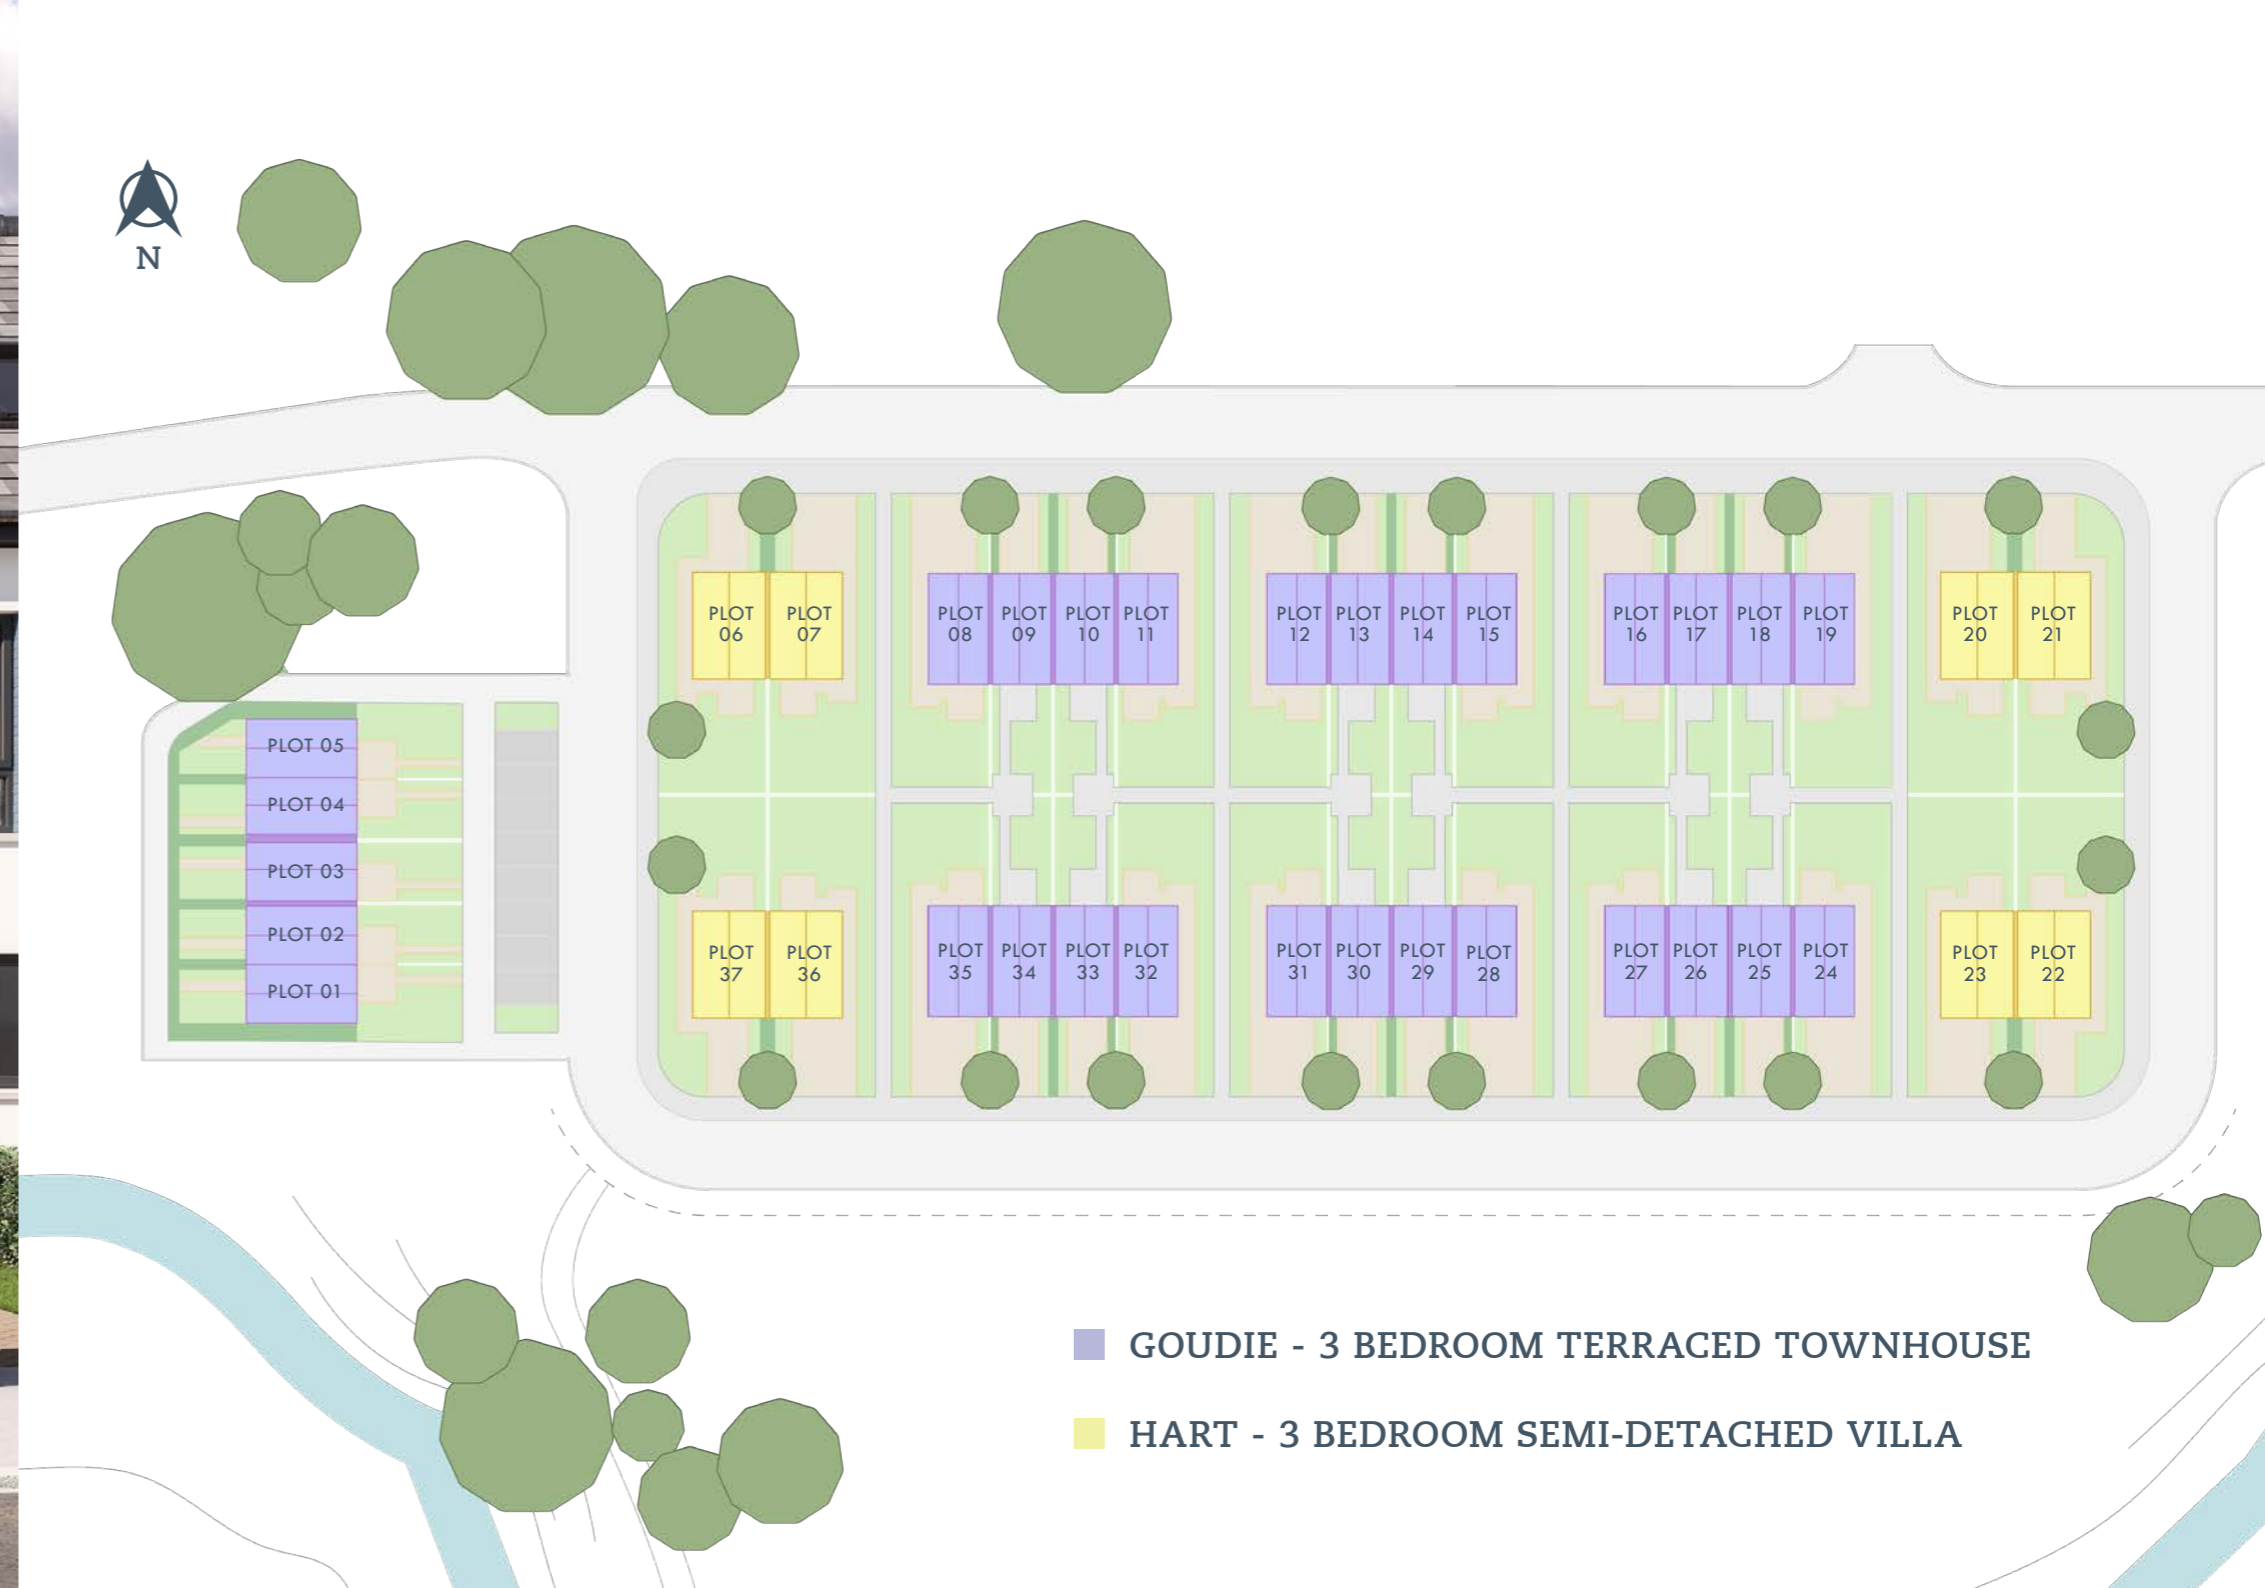 N
PLOT
06
PLOT
07
PLOT
08
PLOT
09
PLOT
10
PLOT
11
PLOT
12
PLOT
13
PLOT
14
PLOT
15
PLOT
16
PLOT
17
PLOT
18
PLOT
19
PLOT
20
PLOT
21
PLOT 05
PLOT 04
PLOT 03
PLOT 02
PLOT 01
PLOT
37
PLOT
36
PLOT
35
PLOT
34
PLOT
33
PLOT
32
PLOT
31
PLOT
30
PLOT
29
PLOT
28
PLOT
27
PLOT
26
PLOT
25
PLOT
24
PLOT
23
PLOT
22
GOUDIE - 3 BEDROOM TERRACED TOWNHOUSE
HART - 3 BEDROOM SEMI-DETACHED VILLA